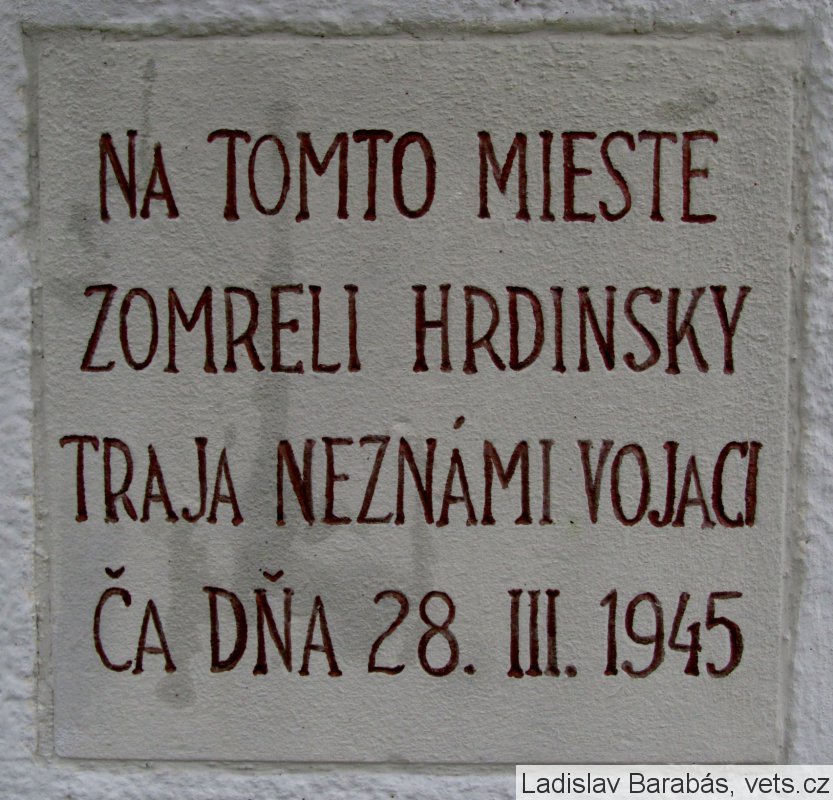 NA TOMTO MIESTE
ZOMRELI HRDINSKY
TRAJA NEZNÁMI VOJACI
ČA DŇA 28. III. 1945
Ladislav Barabás, vets.cz